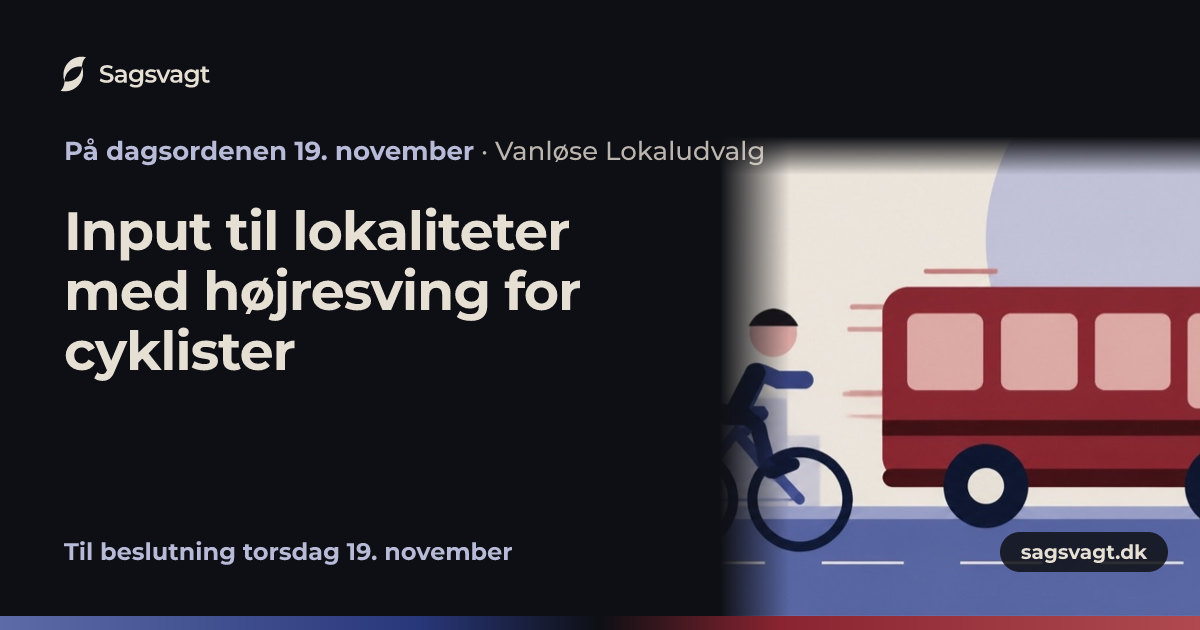 Sagsvagt
På dagsordenen 19. november · Vanløse Lokaludvalg
Input til lokaliteter
med højresving for
cyklister
Til beslutning torsdag 19. november
sagsvagt.dk